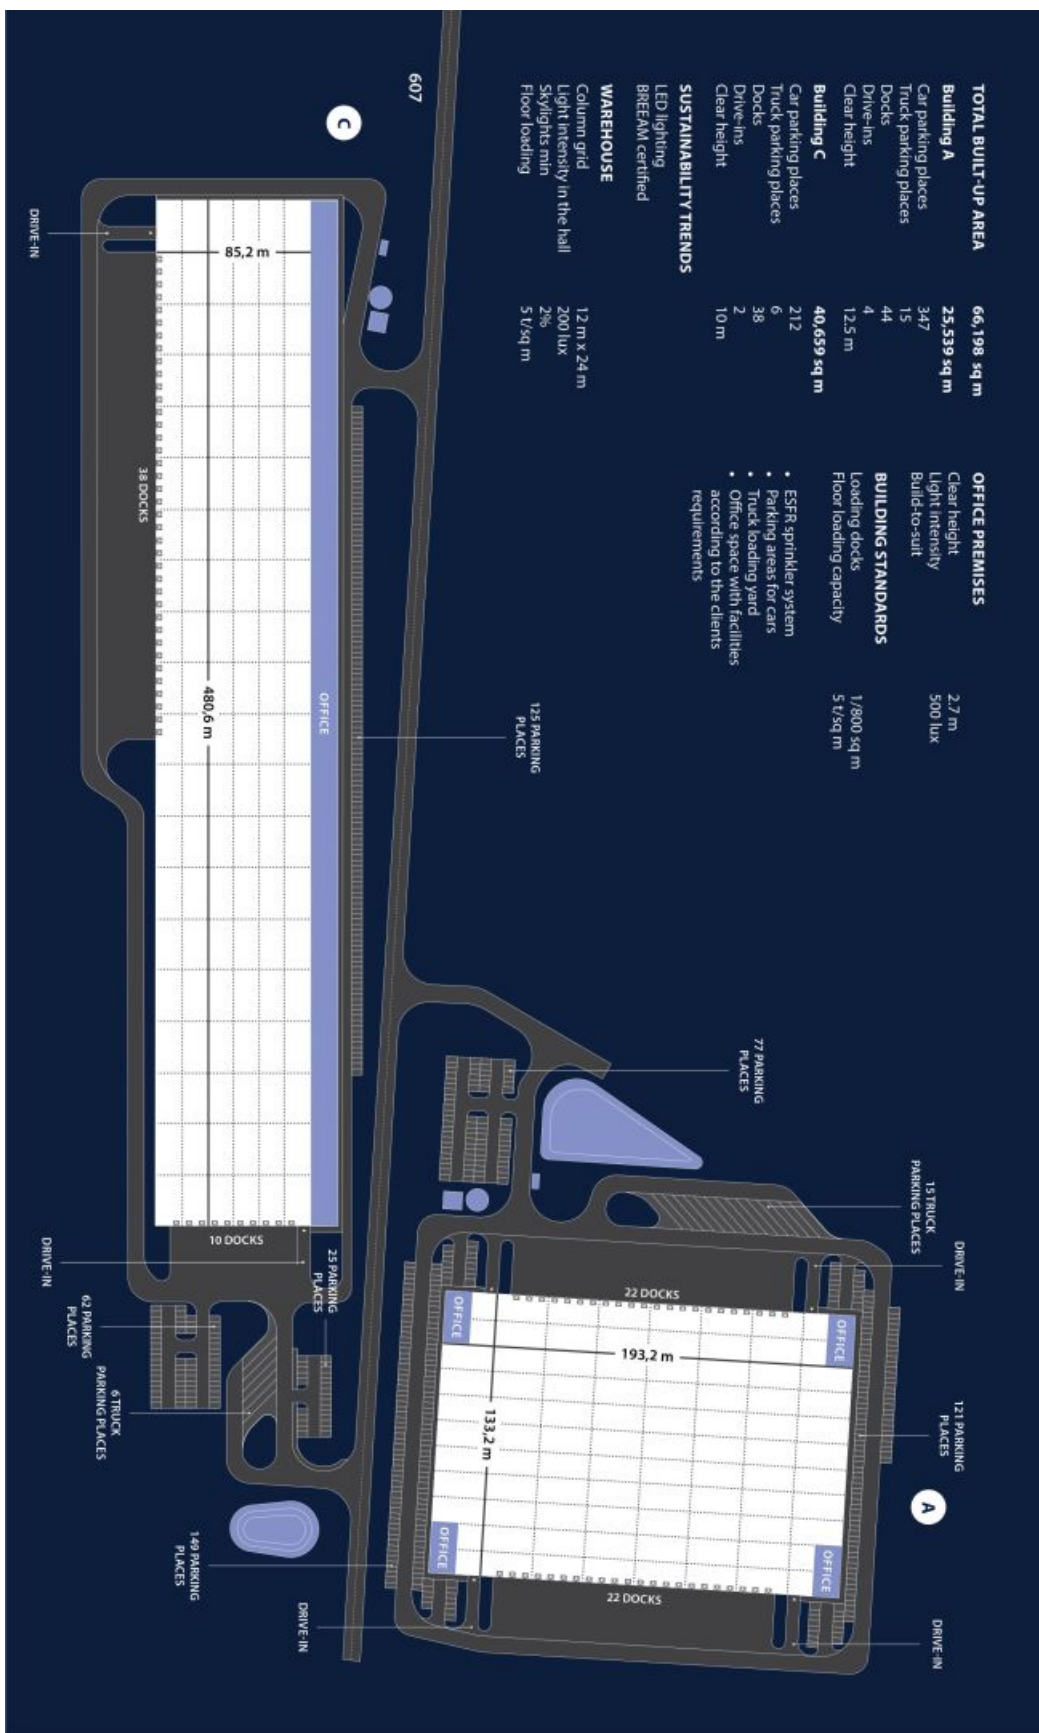 TOTAL BUILT-UP AREA 66,198 sq m
Building A 25,539 sq m
Car parking places 347
Truck parking places 15
Docks 44
Drive-ins 4
Clear height 12.5 m
Building C 40,659 sq m
Car parking places 212
Truck parking places 6
Docks 38
Drive-ins 2
Clear height 10 m
SUSTAINABILITY TRENDS
LED lighting
BREEAM certified
WAREHOUSE
Column grid 12 m x 24 m
Light intensity in the hall 200 lux
Skylights min 2%
Floor loading 5 t/sq m
OFFICE PREMISES
Clear height 2.7 m
Light intensity 500 lux
Build-to-suit
BUILDING STANDARDS
Loading docks 1/800 sq m
Floor loading capacity 5 t/sq m
• ESFR sprinkler system
• Parking areas for cars
• Truck loading yard
• Office space with facilities
according to the clients
requirements
15 TRUCK
PARKING PLACES
DRIVE-IN
121 PARKING
PLACES
A
DRIVE-IN
77 PARKING
PLACES
OFFICE
OFFICE
22 DOCKS
193,2 m
22 DOCKS
133,2 m
OFFICE
OFFICE
125 PARKING
PLACES
607
C
OFFICE
85,2 m
480,6 m
38 DOCKS
DRIVE-IN
10 DOCKS
25 PARKING
PLACES
DRIVE-IN
62 PARKING
PLACES
6 TRUCK
PARKING PLACES
149 PARKING
PLACES
DRIVE-IN